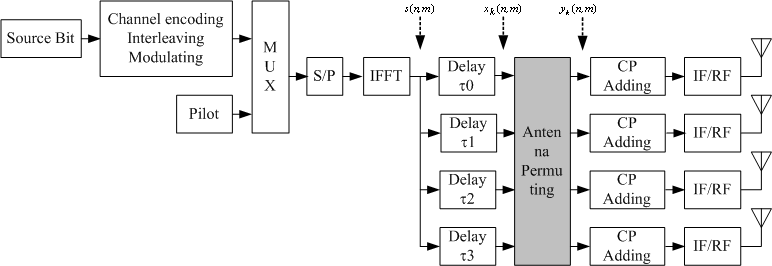 s(n,m)
x_k(n,m)
y_k(n,m)
Source Bit
Channel encoding
Interleaving
Modulating
Pilot
M
U
X
S/P
IFFT
Delay
τ0
Delay
τ1
Delay
τ2
Delay
τ3
Anten
na
Permu
ting
CP
Adding
IF/RF
CP
Adding
IF/RF
CP
Adding
IF/RF
CP
Adding
IF/RF